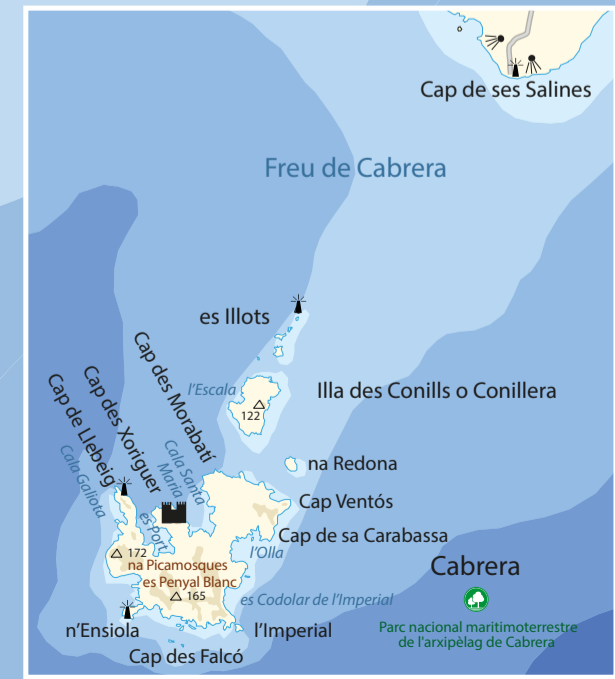 Cap de ses Salines
Freu de Cabrera
es Illots
Cap des Morabatí
l'Escala
Illa des Conills o Conillera
122
Cap des Xoriguer
Cap de Llebeig
Cala Santa
Maria
Cala Galiota
na Redona
es Port
Cap Ventós
Cap de sa Carabassa
l'Olla
172
na Picamosques
es Penyal Blanc
165
Cabrera
es Codolar de l'Imperial
n'Ensiola
l'Imperial
Parc nacional maritimoterrestre
de l'arxipèlag de Cabrera
Cap des Falcó